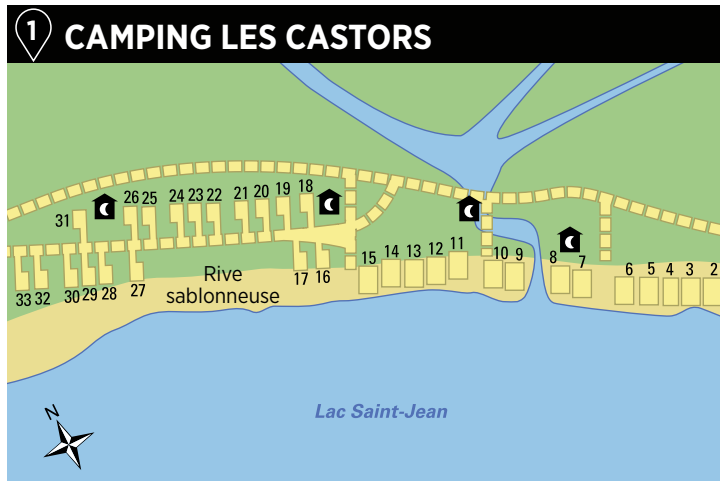 1 CAMPING LES CASTORS
31 26 25 24 23 22 21 20 19 18
33 32 30 29 28 27 17 16 15 14 13 12 11 10 9 8 7 6 5 4 3 2
Rive
sablonneuse
Lac Saint-Jean
N